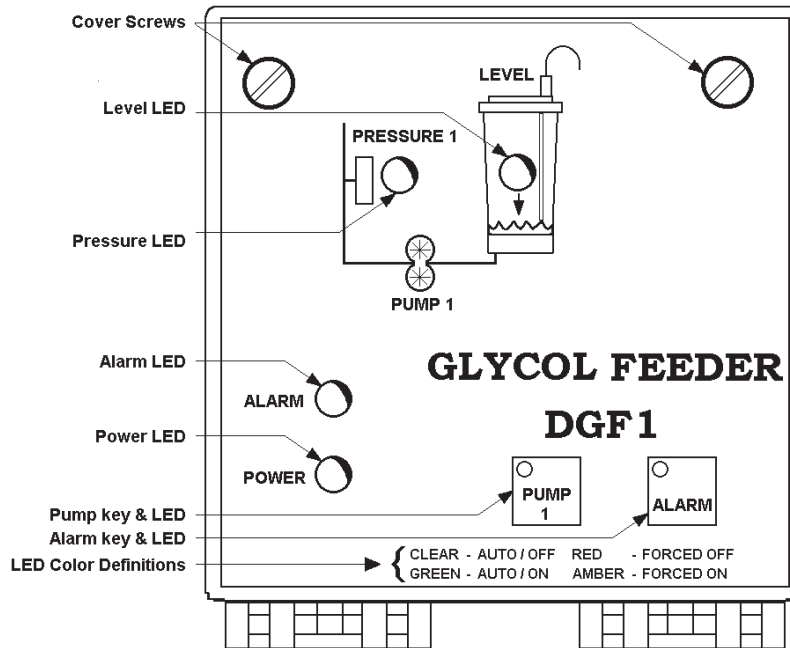 Cover Screws
LEVEL
Level LED
PRESSURE 1
Pressure LED
PUMP 1
Alarm LED
GLYCOL FEEDER
ALARM
DGF1
Power LED
POWER
PUMP
1
ALARM
Pump key & LED
Alarm key & LED
LED Color Definitions
CLEAR - AUTO / OFF RED - FORCED OFF
GREEN - AUTO / ON AMBER - FORCED ON